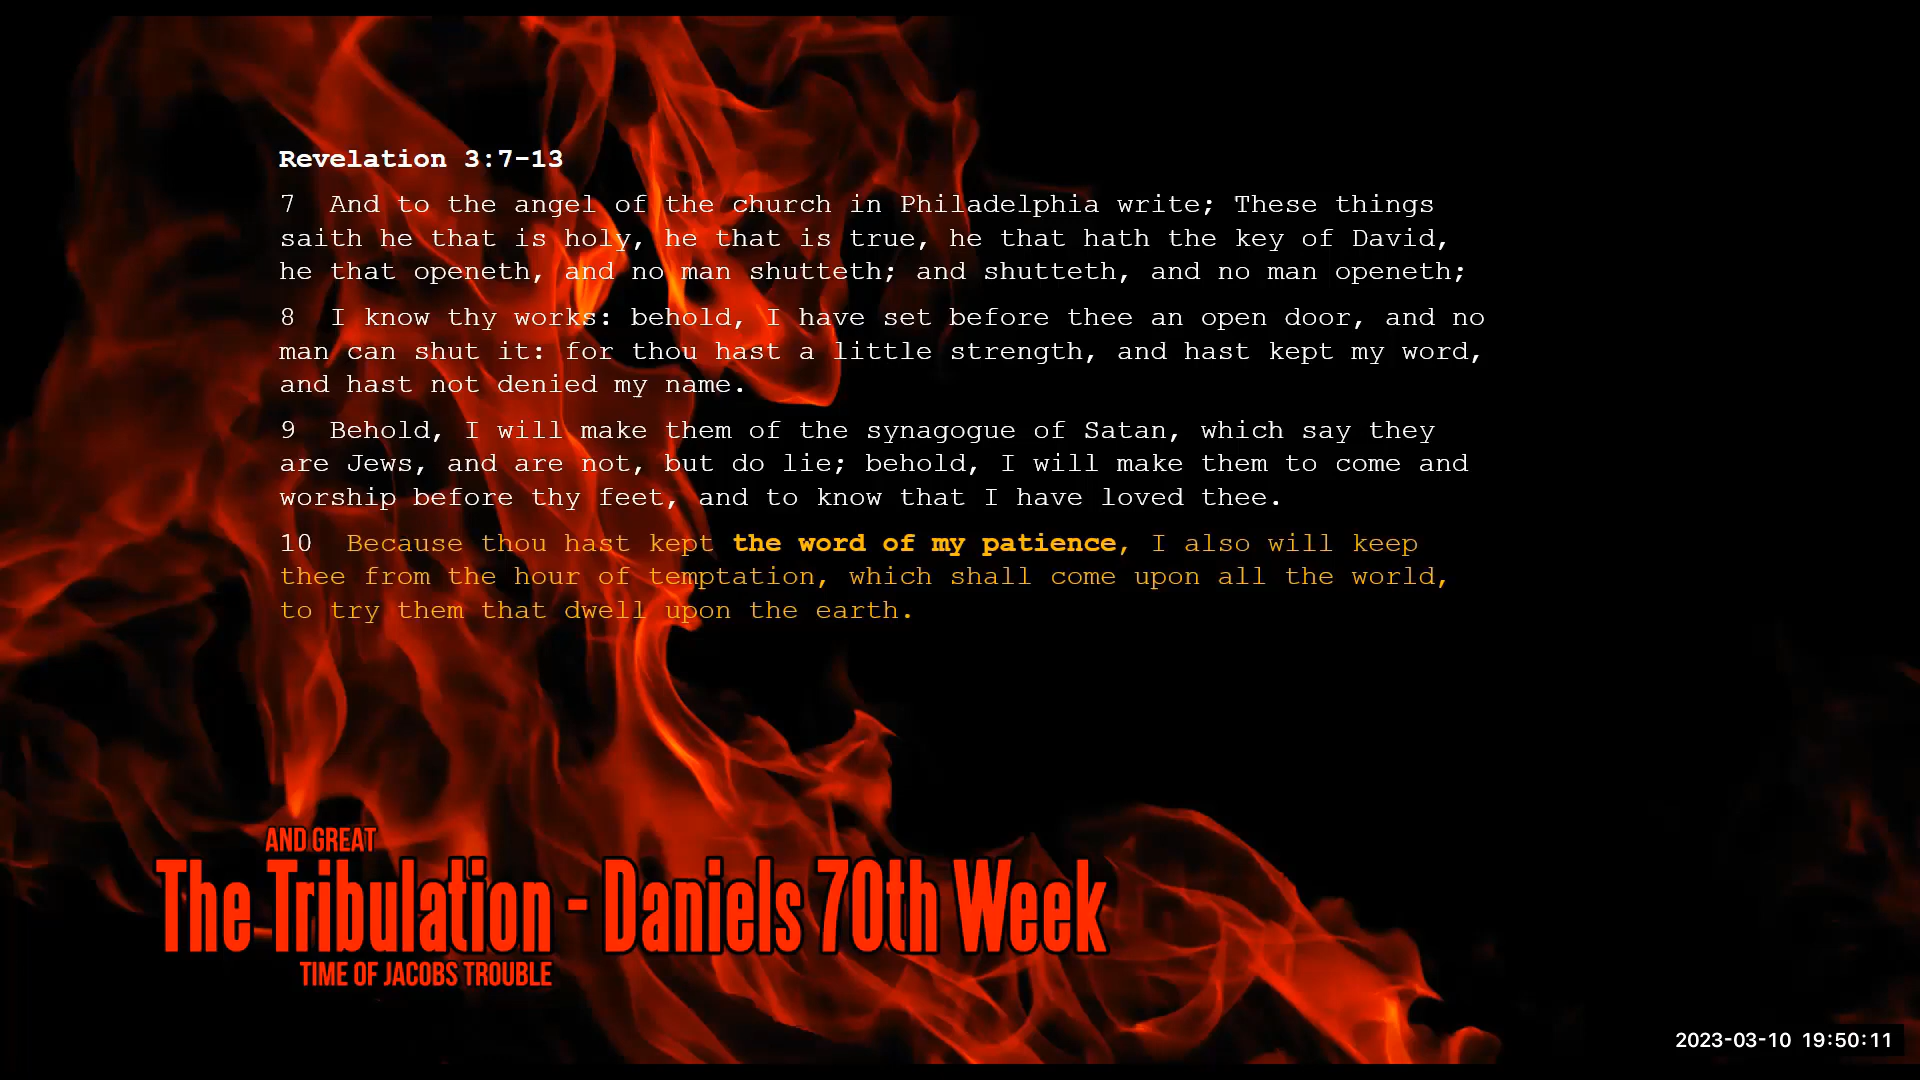 Revelation 3:7-13
7 And to the angel of the church in Philadelphia write; These things
saith he that is holy, he that is true, he that hath the key of David,
he that openeth, and no man shutteth; and shutteth, and no man openeth;
8 I know thy works: behold, I have set before thee an open door, and no
man can shut it: for thou hast a little strength, and hast kept my word,
and hast not denied my name.
9 Behold, I will make them of the synagogue of Satan, which say they
are Jews, and are not, but do lie; behold, I will make them to come and
worship before thy feet, and to know that I have loved thee.
10 Because thou hast kept the word of my patience, I also will keep
thee from the hour of temptation, which shall come upon all the world,
to try them that dwell upon the earth.
AND GREAT
The Tribulation - Daniels 70th Week
TIME OF JACOBS TROUBLE
2023-03-10 19:50:11